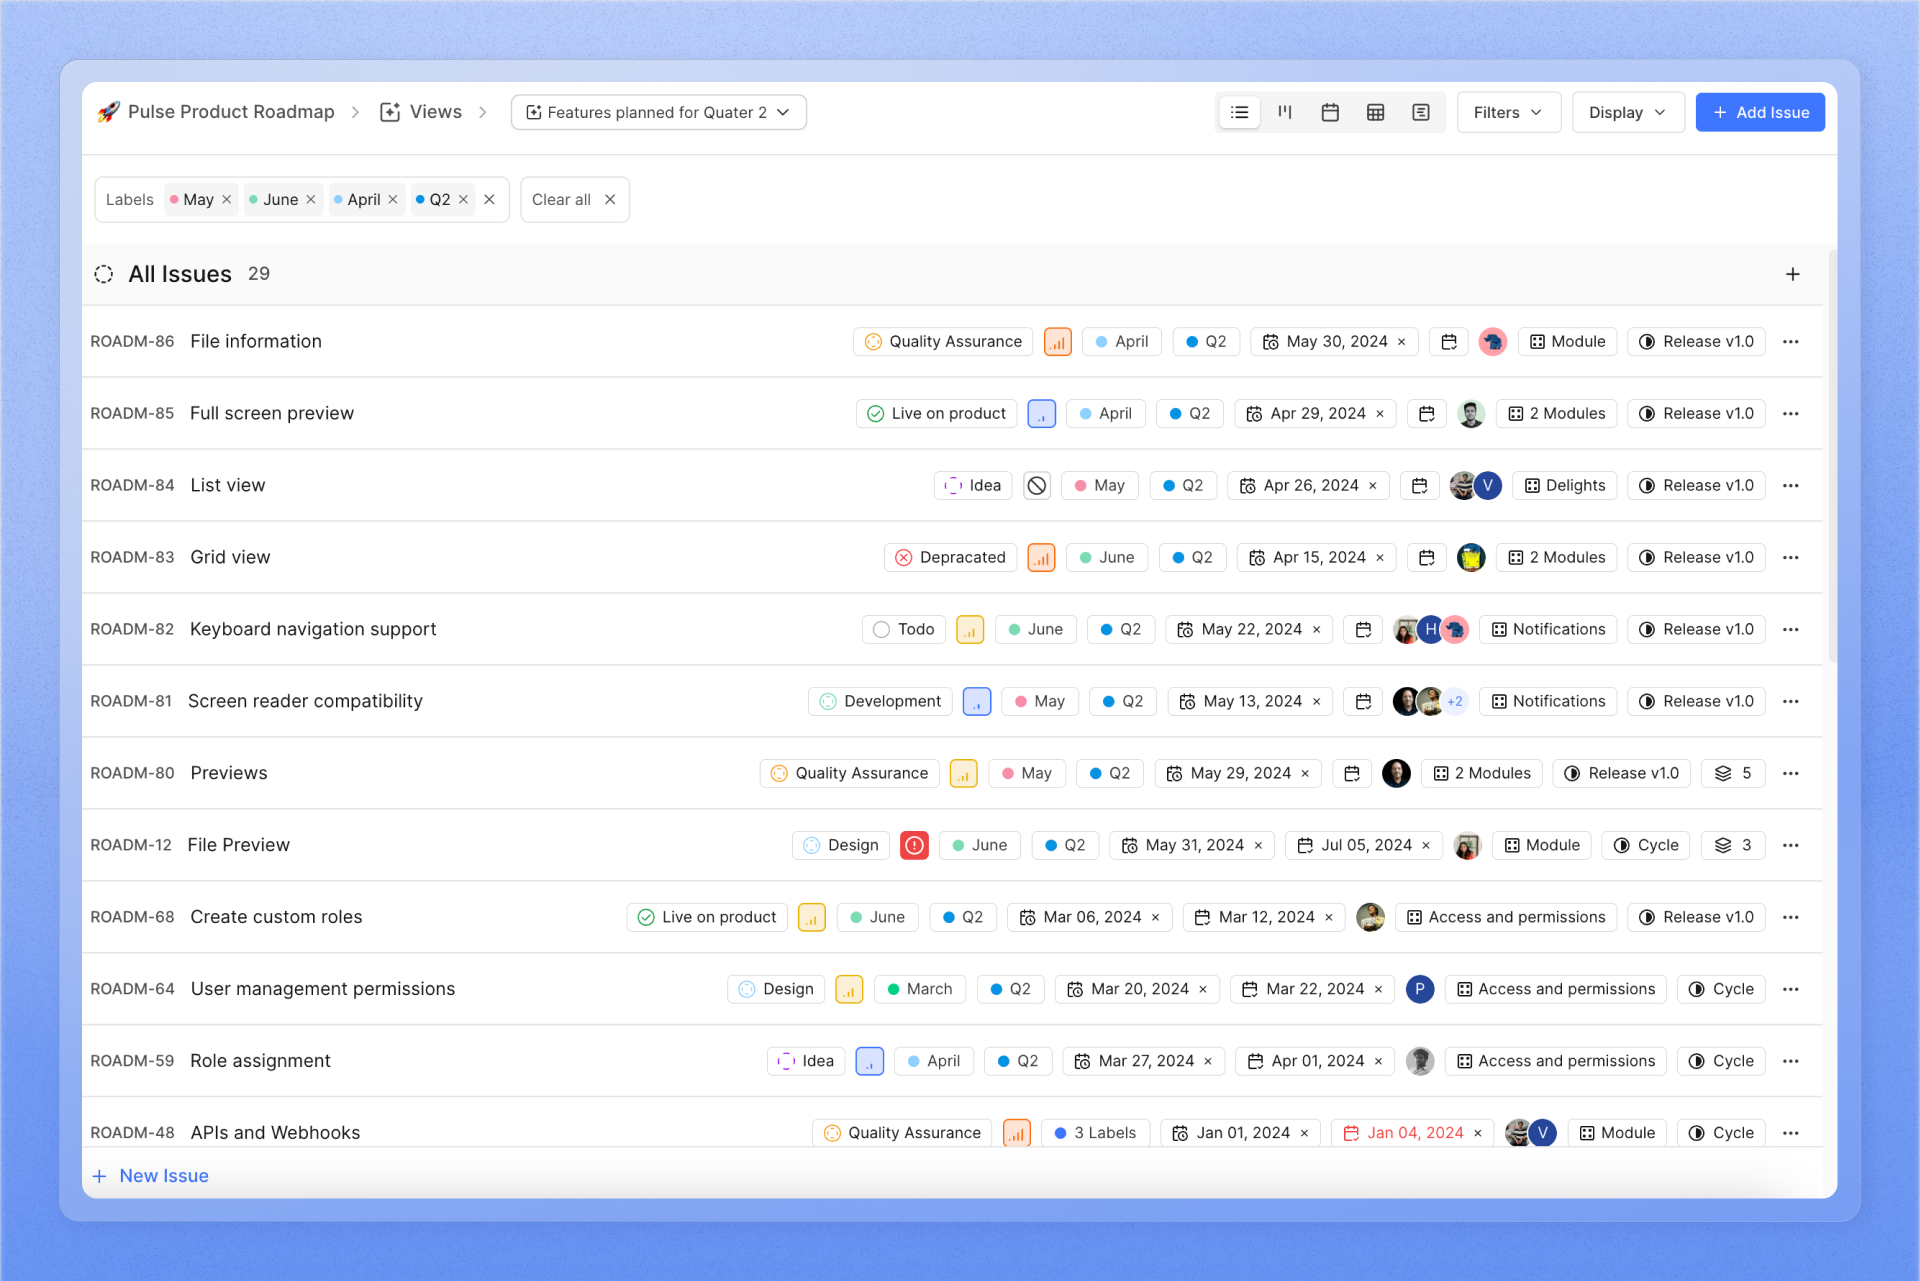 🚀 Pulse Product Roadmap > Views > Features planned for Quater 2 Filters Display + Add Issue
Labels May × June × April × Q2 × × Clear all ×
All Issues 29 +
ROADM-86 File information Quality Assurance April Q2 May 30, 2024 × Module Release v1.0 ...
ROADM-85 Full screen preview Live on product April Q2 Apr 29, 2024 × 2 Modules Release v1.0 ...
ROADM-84 List view Idea May Q2 Apr 26, 2024 × V Delights Release v1.0 ...
ROADM-83 Grid view Depracated June Q2 Apr 15, 2024 × 2 Modules Release v1.0 ...
ROADM-82 Keyboard navigation support Todo June Q2 May 22, 2024 × H Notifications Release v1.0 ...
ROADM-81 Screen reader compatibility Development May Q2 May 13, 2024 × +2 Notifications Release v1.0 ...
ROADM-80 Previews Quality Assurance May Q2 May 29, 2024 × 2 Modules Release v1.0 5 ...
ROADM-12 File Preview Design June Q2 May 31, 2024 × Jul 05, 2024 × Module Cycle 3 ...
ROADM-68 Create custom roles Live on product June Q2 Mar 06, 2024 × Mar 12, 2024 × Access and permissions Release v1.0 ...
ROADM-64 User management permissions Design March Q2 Mar 20, 2024 × Mar 22, 2024 × P Access and permissions Cycle ...
ROADM-59 Role assignment Idea April Q2 Mar 27, 2024 × Apr 01, 2024 × Access and permissions Cycle ...
ROADM-48 APIs and Webhooks Quality Assurance 3 Labels Jan 01, 2024 × Jan 04, 2024 × V Module Cycle ...
+ New Issue